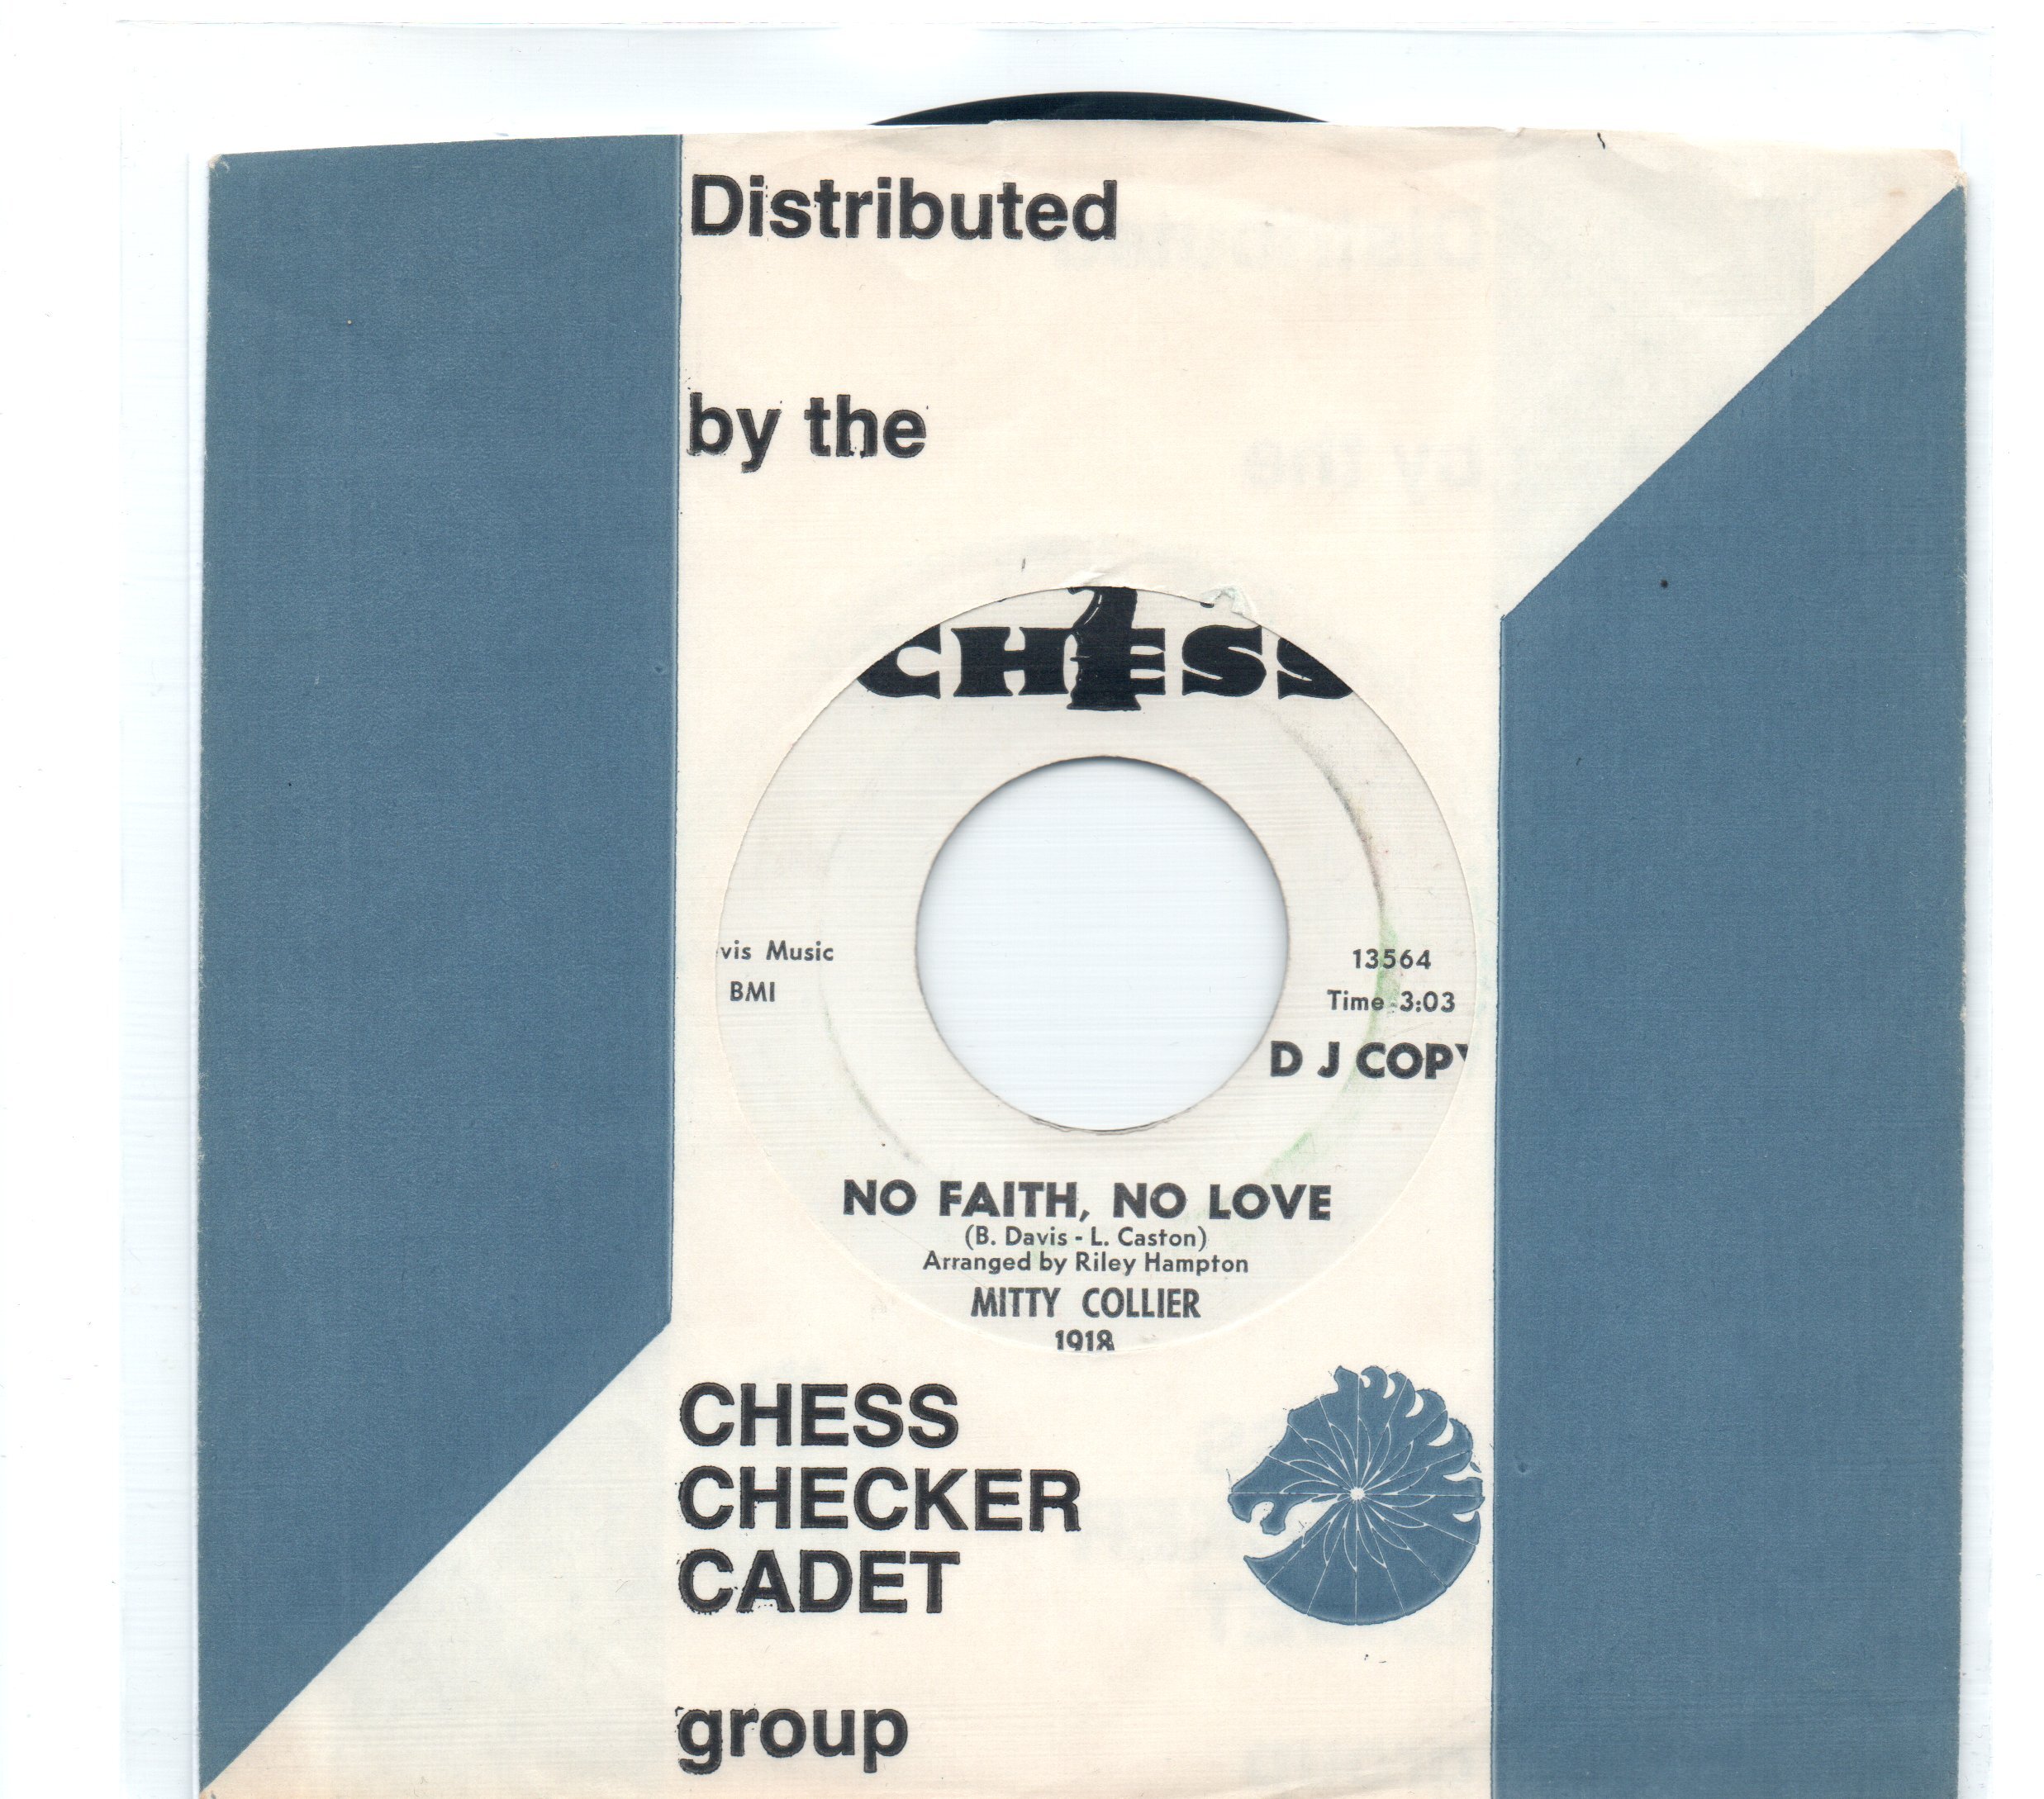 Distributed
by the
CHESS
vis Music
BMI
13564
Time 3:03
D J COPY
NO FAITH, NO LOVE
(B. Davis - L. Caston)
Arranged by Riley Hampton
MITTY COLLIER
1918
CHESS
CHECKER
CADET
group